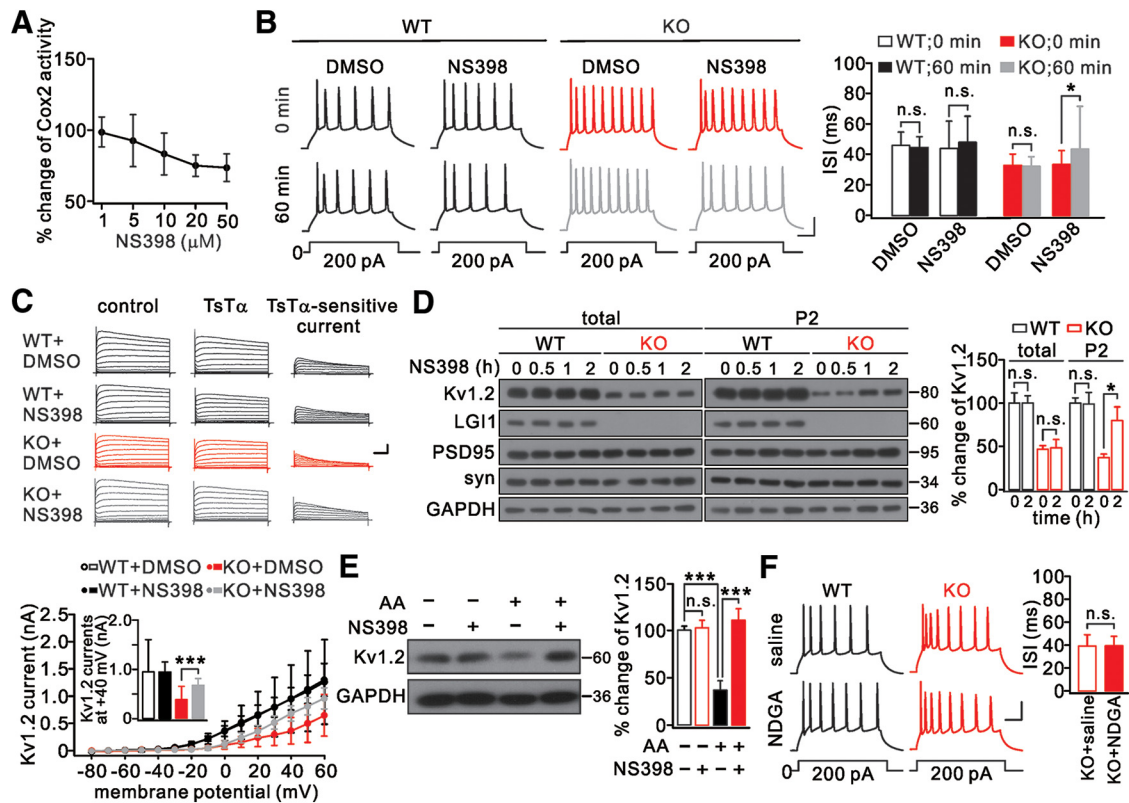 A
% change of Cox2 activity
150
100
50
1 5 10 20 50
NS398 (μM)
B
WT KO
DMSO NS398 DMSO NS398
0 min
60 min
0
200 pA 200 pA 200 pA 200 pA
WT;0 min KO;0 min
WT;60 min KO;60 min
ISI (ms)
100
80
60
40
20
0
n.s. n.s. n.s. *
DMSO NS398 DMSO NS398
C
control TsTα TsTα-sensitive
current
WT+
DMSO
WT+
NS398
KO+
DMSO
KO+
NS398
WT+DMSO KO+DMSO
WT+NS398 KO+NS398
Kv1.2 current (nA)
2.5
2.0
1.5
1.0
0.5
0
Kv1.2 currents
at +40 mV (nA)
2.0
1.0
0
***
-80 -60 -40 -20 0 20 40 60
membrane potential (mV)
D
total P2
WT KO WT KO
NS398 (h) 0 0.5 1 2 0 0.5 1 2 0 0.5 1 2 0 0.5 1 2
Kv1.2 80
LGI1 60
PSD95 95
syn 34
GAPDH 36
WT KO
total P2
% change of Kv1.2
150
100
50
0
n.s. n.s. n.s. *
0 2 0 2 0 2 0 2
time (h)
E
AA – – + +
NS398 – + – +
Kv1.2 60
GAPDH 36
% change of Kv1.2
150
100
50
0
*** n.s. ***
AA – – + +
NS398 – + – +
F
WT KO
saline
NDGA
0
200 pA 200 pA
ISI (ms)
100
80
60
40
20
0
n.s.
KO+saline
KO+NDGA